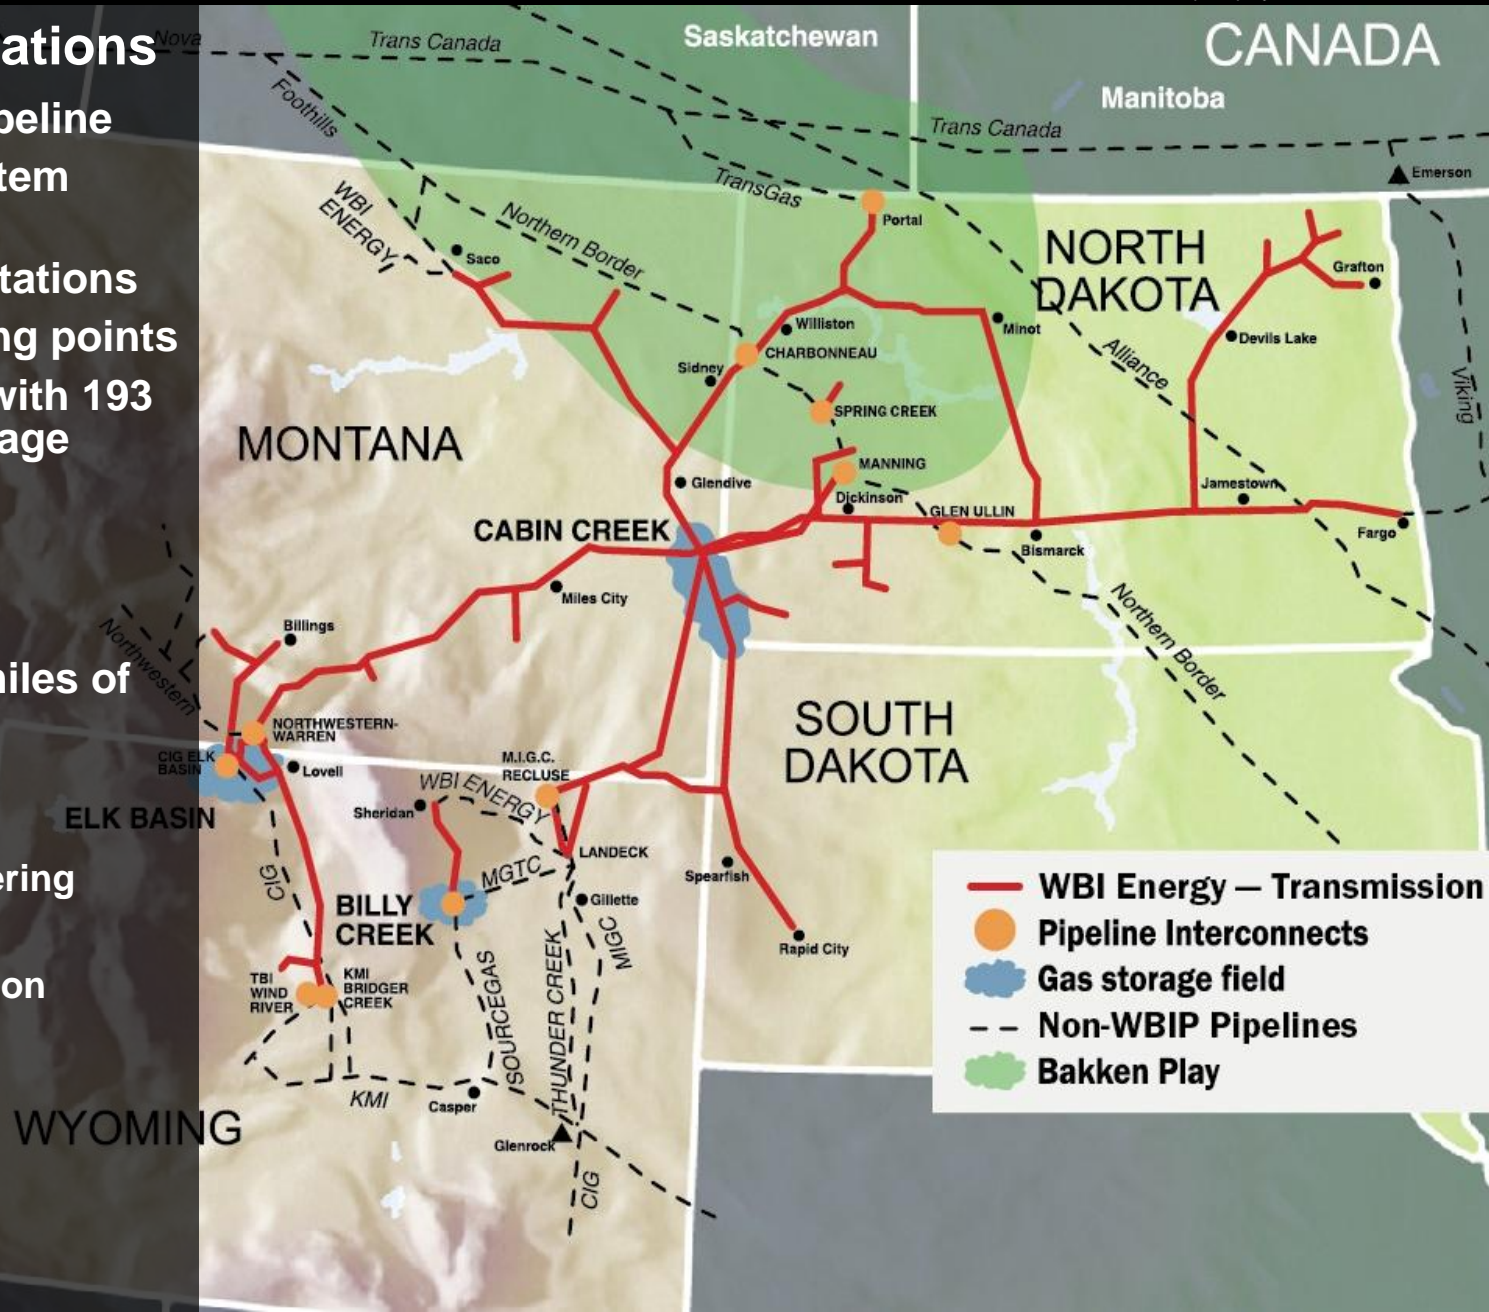 ations
peline
tem
tations
ng points
with 193
age
niles of
ering
on
Nova
Trans Canada
Saskatchewan
CANADA
Manitoba
Foothills
Trans Canada
Emerson
TransGas
WBI
ENERGY
Northern Border
Portal
NORTH
DAKOTA
Saco
Grafton
Minot
Williston
Devils Lake
CHARBONNEAU
Alliance
Viking
Sidney
SPRING CREEK
MONTANA
MANNING
Glendive
Dickinson
Jamestown
GLEN ULLIN
CABIN CREEK
Fargo
Bismarck
Miles City
Billings
Northwestern
Northern Border
SOUTH
DAKOTA
NORTHWESTERN-
WARREN
CIG ELK
BASIN
Lovell
M.I.G.C.
RECLUSE
WBI ENERGY
ELK BASIN
Sheridan
LANDECK
MGTC
Spearfish
CIG
BILLY
CREEK
Gillette
MIGC
Rapid City
TBI
WIND
RIVER
KMI
BRIDGER
CREEK
SOURCEGAS
THUNDER CREEK
KMI
Casper
WYOMING
Glenrock
CIG
WBI Energy — Transmission
Pipeline Interconnects
Gas storage field
Non-WBIP Pipelines
Bakken Play